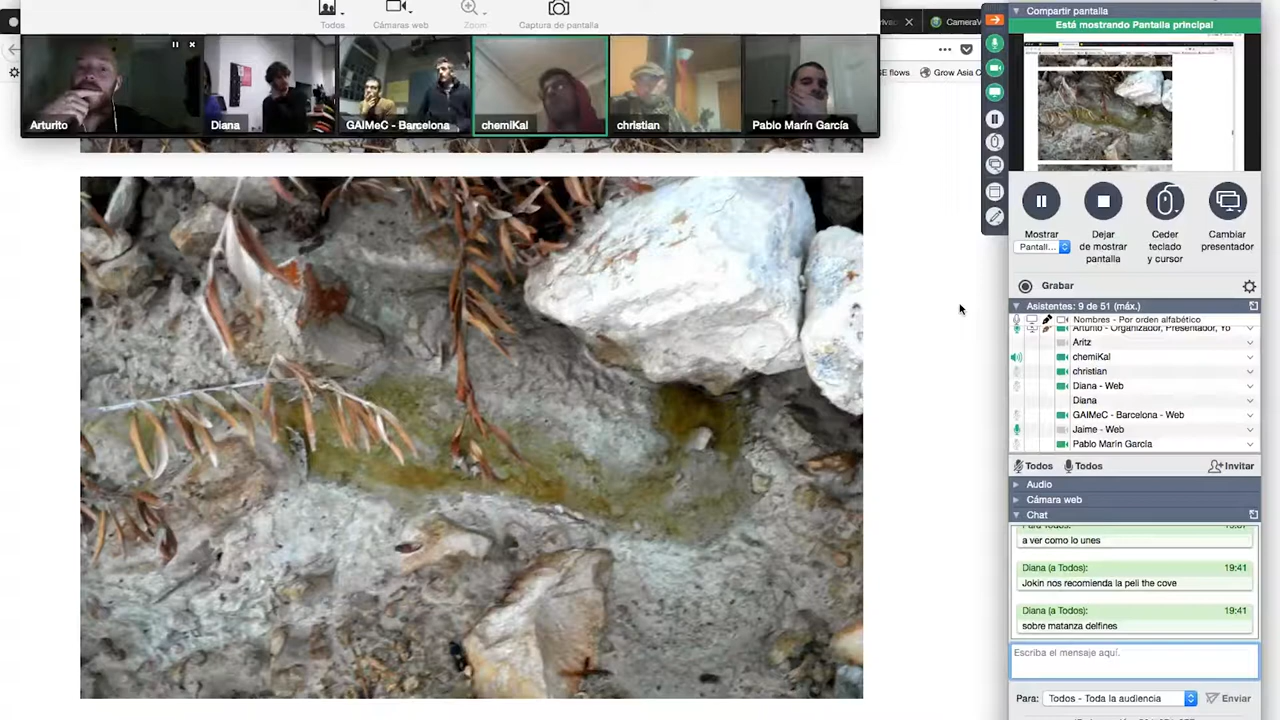 Todos
Cámaras web
Zoom
Captura de pantalla
CameraV
SE flows
Grow Asia C
Arturito
Diana
GAIMeC - Barcelona
chemiKal
christian
Pablo Marín García
Compartir pantalla
Está mostrando Pantalla principal
Mostrar
Pantall...
Dejar
de mostrar
pantalla
Ceder
teclado
y cursor
Cambiar
presentador
Grabar
Asistentes: 9 de 51 (máx.)
Nombres - Por orden alfabético
Arturito - Organizador, Presentador, Yo
Aritz
chemiKal
christian
Diana - Web
Diana
GAIMeC - Barcelona - Web
Jaime - Web
Pablo Marín García
Todos
Todos
Invitar
Audio
Cámara web
Chat
a ver como lo unes
Diana (a Todos): 19:41
Jokin nos recomienda la peli the cove
Diana (a Todos): 19:41
sobre matanza delfines
Escriba el mensaje aquí.
Para:
Todos - Toda la audiencia
Enviar